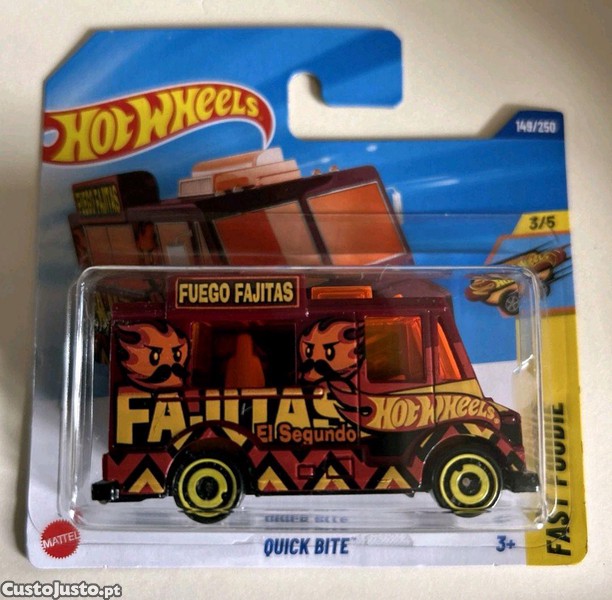 HOT WHEELS
149/250
3/5
FUEGO FAJITAS
FUEGO FAJITAS
FAJITAS
El Segundo
HOT WHEELS
FAST FOODIE
MATTEL
QUICK BITE™
3+
CustoJusto.pt